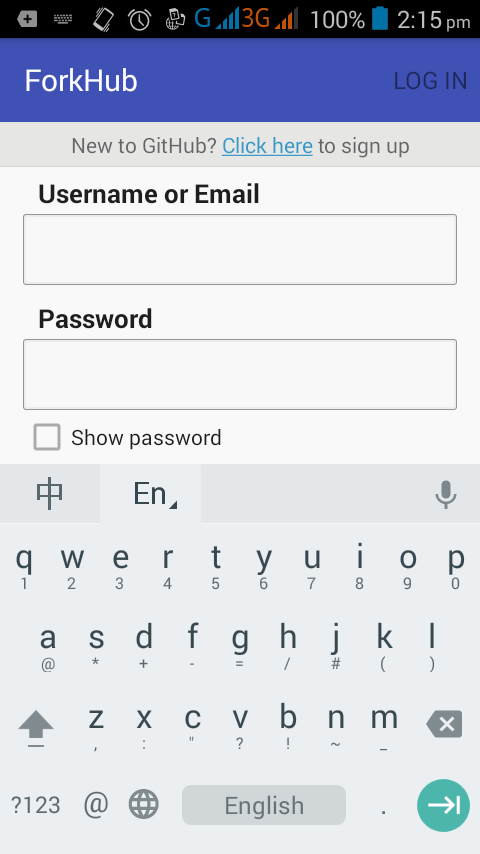 G 3G 100% 2:15 pm
ForkHub LOG IN
New to GitHub? Click here to sign up
Username or Email
Password
Show password
中 En
q w e r t y u i o p
1 2 3 4 5 6 7 8 9 0
a s d f g h j k l
@ * + - = / # ( )
z x c v b n m
, : " ? ! ~ _
?123 @ English .